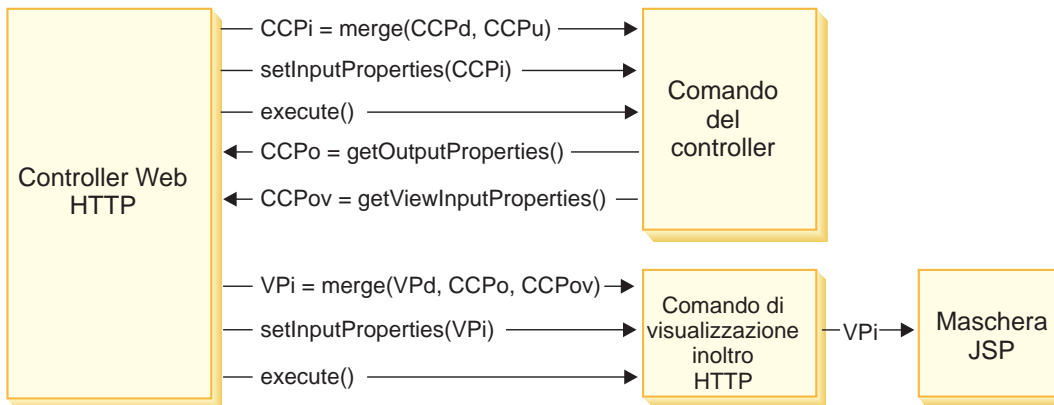 Controller Web
HTTP
CCPi = merge(CCPd, CCPu)
setInputProperties(CCPi)
execute()
CCPo = getOutputProperties()
CCPov = getViewInputProperties()
Comando
del
controller
VPi = merge(VPd, CCPo, CCPov)
setInputProperties(VPi)
execute()
Comando di
visualizzazione
inoltro
HTTP
VPi
Maschera
JSP